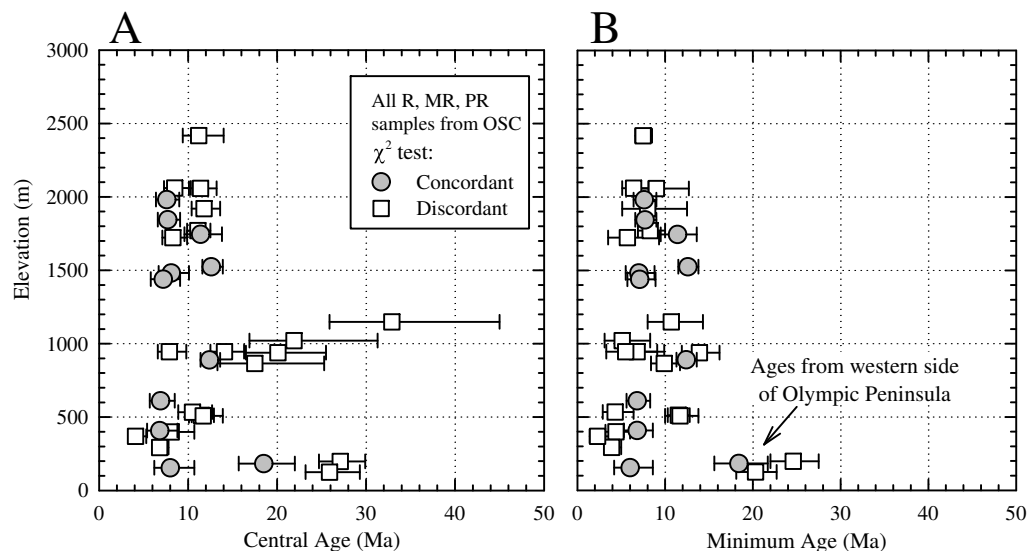 A
B
3000
2500
2000
1500
1000
500
0
Elevation (m)
All R, MR, PR
samples from OSC
χ² test:
Concordant
Discordant
0 10 20 30 40 50
Central Age (Ma)
Ages from western side
of Olympic Peninsula
0 10 20 30 40 50
Minimum Age (Ma)